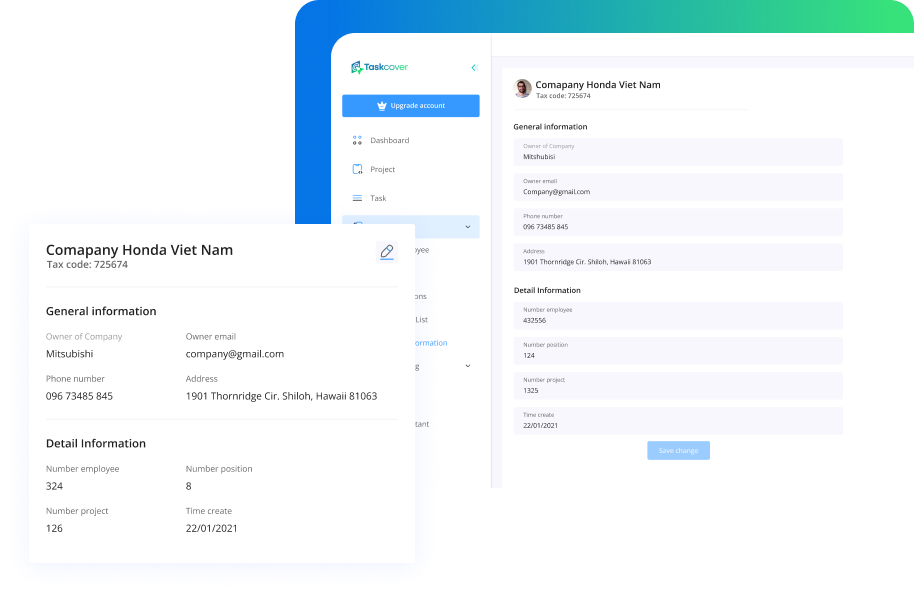 Taskcover
Upgrade account
Dashboard
Project
Task
yee
ons
List
ormation
g
tant
Comapany Honda Viet Nam
Tax code: 725674
General information
Owner of Company
Mitshubisi
Owner email
Company@gmail.com
Phone number
096 73485 845
Address
1901 Thornridge Cir. Shiloh, Hawaii 81063
Detail Information
Number employee
432556
Number position
124
Number project
1325
Time create
22/01/2021
Save change
Comapany Honda Viet Nam
Tax code: 725674
General information
Owner of Company Owner email
Mitsubishi company@gmail.com
Phone number Address
096 73485 845 1901 Thornridge Cir. Shiloh, Hawaii 81063
Detail Information
Number employee Number position
324 8
Number project Time create
126 22/01/2021